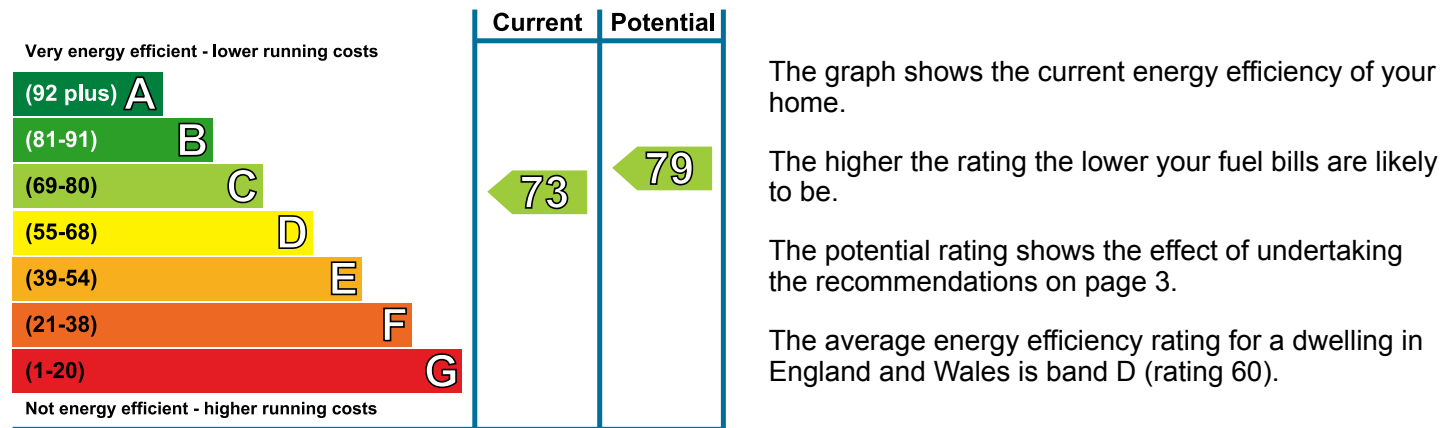 Current Potential
Very energy efficient - lower running costs
(92 plus) A
(81-91) B
(69-80) C
(55-68) D
(39-54) E
(21-38) F
(1-20) G
Not energy efficient - higher running costs
73
79
The graph shows the current energy efficiency of your
home.
The higher the rating the lower your fuel bills are likely
to be.
The potential rating shows the effect of undertaking
the recommendations on page 3.
The average energy efficiency rating for a dwelling in
England and Wales is band D (rating 60).